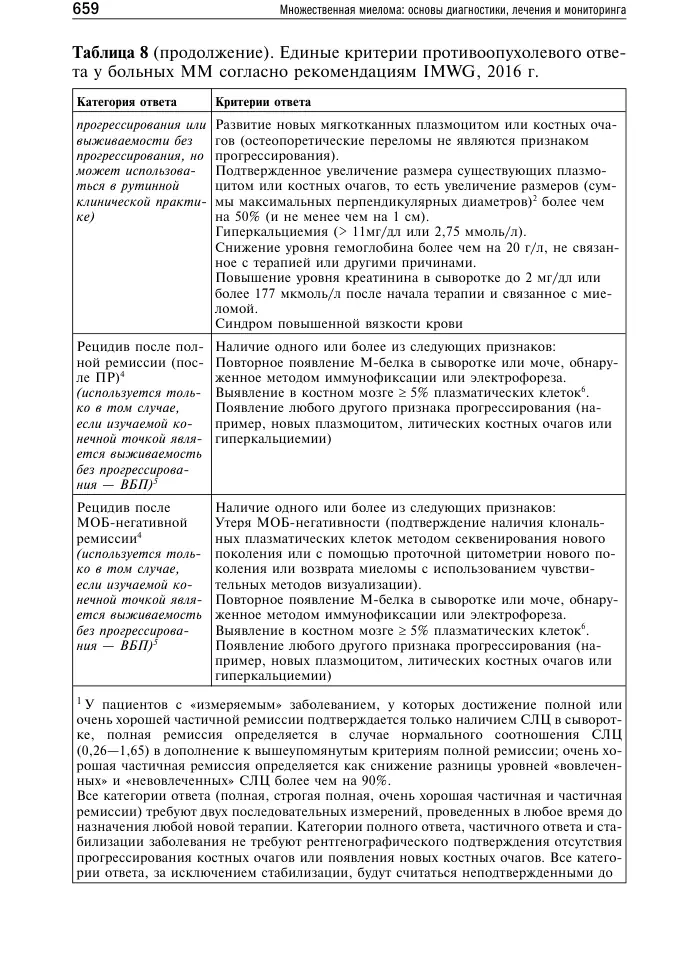 659
Множественная миелома: основы диагностики, лечения и мониторинга
Таблица 8 (продолжение). Единые критерии противоопухолевого отве-
та у больных ММ согласно рекомендациям IMWG, 2016 г.
Категория ответа
Критерии ответа
прогрессирования или
выживаемости без
прогрессирования, но
может использова-
ться в рутинной
клинической практи-
ке)
Развитие новых мягкотканных плазмоцитом или костных оча-
гов (остеопоретические переломы не являются признаком
прогрессирования).
Подтвержденное увеличение размера существующих плазмо-
цитом или костных очагов, то есть увеличение размеров (сум-
мы максимальных перпендикулярных диаметров)² более чем
на 50% (и не менее чем на 1 см).
Гиперкальциемия (> 11мг/дл или 2,75 ммоль/л).
Снижение уровня гемоглобина более чем на 20 г/л, не связан-
ное с терапией или другими причинами.
Повышение уровня креатинина в сыворотке до 2 мг/дл или
более 177 мкмоль/л после начала терапии и связанное с мие-
ломой.
Синдром повышенной вязкости крови
Рецидив после пол-
ной ремиссии (пос-
ле ПР)⁴
(используется толь-
ко в том случае,
если изучаемой ко-
нечной точкой явля-
ется выживаемость
без прогрессирова-
ния — ВБП)⁵
Наличие одного или более из следующих признаков:
Повторное появление М-белка в сыворотке или моче, обнару-
женное методом иммунофиксации или электрофореза.
Выявление в костном мозге ≥ 5% плазматических клеток⁶.
Появление любого другого признака прогрессирования (на-
пример, новых плазмоцитом, литических костных очагов или
гиперкальциемии)
Рецидив после
МОБ-негативной
ремиссии⁴
(используется толь-
ко в том случае,
если изучаемой ко-
нечной точкой явля-
ется выживаемость
без прогрессирова-
ния — ВБП)⁵
Наличие одного или более из следующих признаков:
Утеря МОБ-негативности (подтверждение наличия клональ-
ных плазматических клеток методом секвенирования нового
поколения или с помощью проточной цитометрии нового по-
коления или возврата миеломы с использованием чувстви-
тельных методов визуализации).
Повторное появление М-белка в сыворотке или моче, обнару-
женное методом иммунофиксации или электрофореза.
Выявление в костном мозге ≥ 5% плазматических клеток⁶.
Появление любого другого признака прогрессирования (на-
пример, новых плазмоцитом, литических костных очагов или
гиперкальциемии)
¹ У пациентов с «измеряемым» заболеванием, у которых достижение полной или
очень хорошей частичной ремиссии подтверждается только наличием СЛЦ в сыворот-
ке, полная ремиссия определяется в случае нормального соотношения СЛЦ
(0,26—1,65) в дополнение к вышеупомянутым критериям полной ремиссии; очень хо-
рошая частичная ремиссия определяется как снижение разницы уровней «вовлечен-
ных» и «невовлеченных» СЛЦ более чем на 90%.
Все категории ответа (полная, строгая полная, очень хорошая частичная и частичная
ремиссии) требуют двух последовательных измерений, проведенных в любое время до
назначения любой новой терапии. Категории полного ответа, частичного ответа и ста-
билизации заболевания не требуют рентгенографического подтверждения отсутствия
прогрессирования костных очагов или появления новых костных очагов. Все катего-
рии ответа, за исключением стабилизации, будут считаться неподтвержденными до